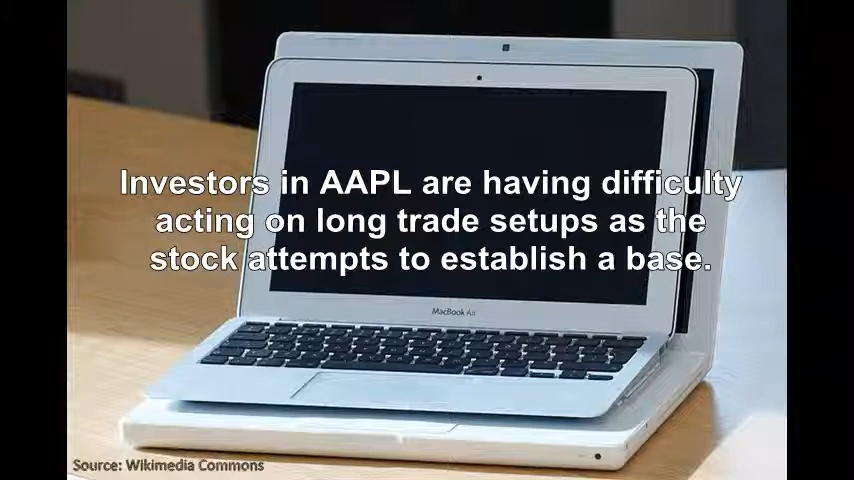 Investors in AAPL are having difficulty
acting on long trade setups as the
stock attempts to establish a base.
MacBook Air
Source: Wikimedia Commons